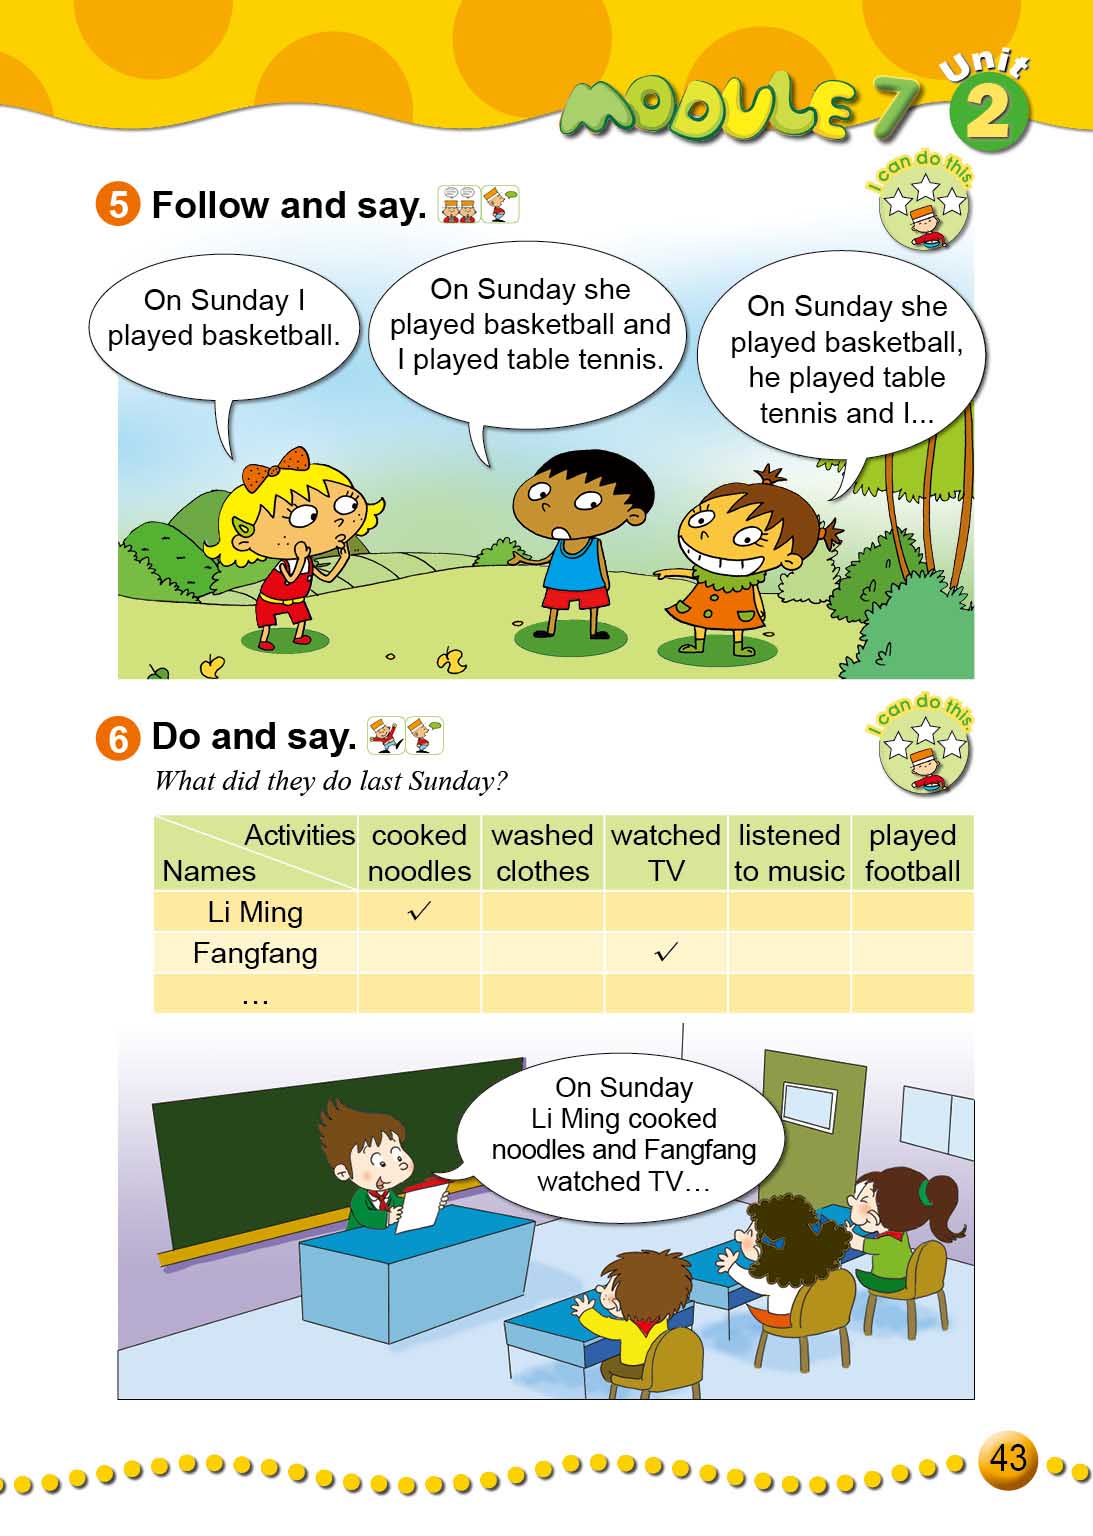 MODULE 7
Unit
2
5 Follow and say.
I can do this.
On Sunday I
played basketball.
On Sunday she
played basketball and
I played table tennis.
On Sunday she
played basketball,
he played table
tennis and I...
6 Do and say.
I can do this.
What did they do last Sunday?
Activities
Names
cooked
noodles
washed
clothes
watched
TV
listened
to music
played
football
Li Ming ✓
Fangfang ✓
…
On Sunday
Li Ming cooked
noodles and Fangfang
watched TV…
43